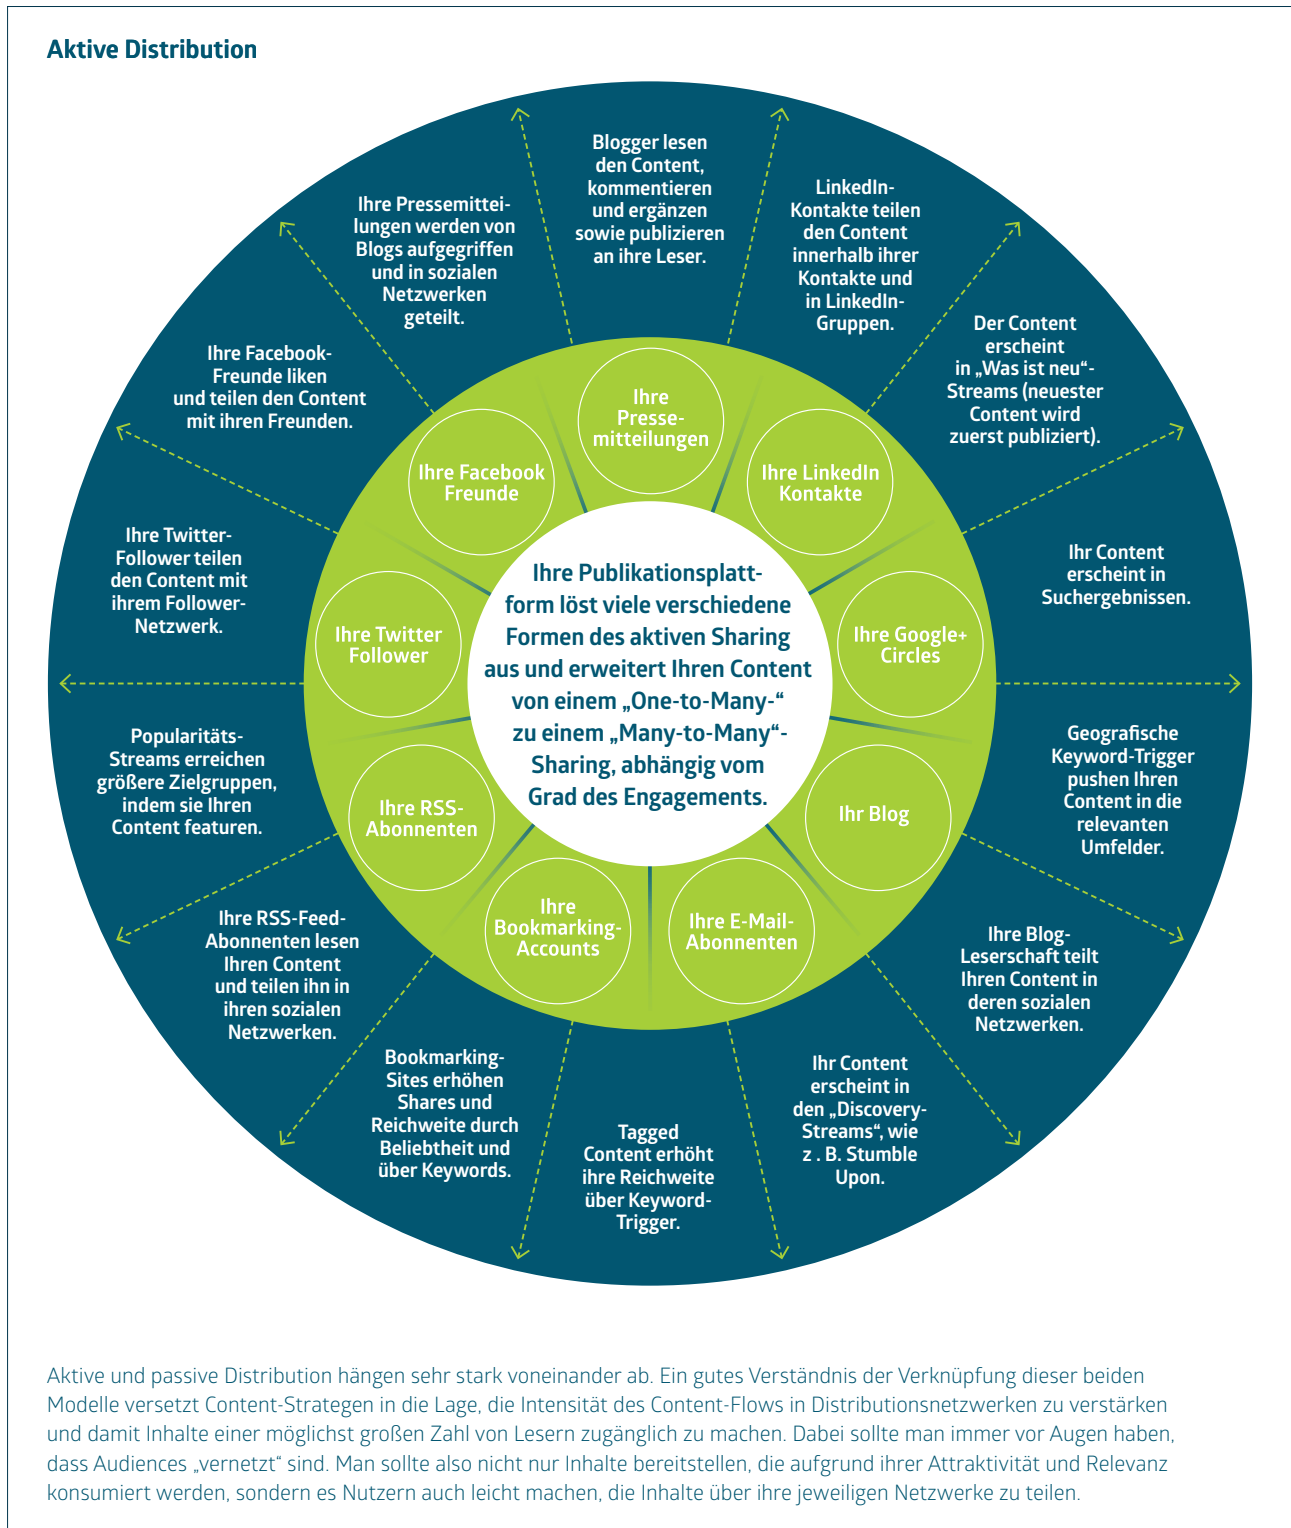 Aktive Distribution
Blogger lesen
den Content,
kommentieren
und ergänzen
sowie publizieren
an ihre Leser.
LinkedIn-
Kontakte teilen
den Content
innerhalb ihrer
Kontakte und
in LinkedIn-
Gruppen.
Der Content
erscheint
in „Was ist neu“-
Streams (neuester
Content wird
zuerst publiziert).
Ihr Content
erscheint in
Suchergebnissen.
Geografische
Keyword-Trigger
pushen Ihren
Content in die
relevanten
Umfelder.
Ihre Blog-
Leserschaft teilt
Ihren Content in
deren sozialen
Netzwerken.
Ihr Content
erscheint in
den „Discovery-
Streams“, wie
z . B. Stumble
Upon.
Tagged
Content erhöht
ihre Reichweite
über Keyword-
Trigger.
Bookmarking-
Sites erhöhen
Shares und
Reichweite durch
Beliebtheit und
über Keywords.
Ihre RSS-Feed-
Abonnenten lesen
Ihren Content
und teilen ihn in
ihren sozialen
Netzwerken.
Popularitäts-
Streams erreichen
größere Zielgruppen,
indem sie Ihren
Content featuren.
Ihre Twitter-
Follower teilen
den Content mit
ihrem Follower-
Netzwerk.
Ihre Facebook-
Freunde liken
und teilen den Content
mit ihren Freunden.
Ihre Pressemittei-
lungen werden von
Blogs aufgegriffen
und in sozialen
Netzwerken
geteilt.
Ihre
Presse-
mitteilungen
Ihre LinkedIn
Kontakte
Ihre Google+
Circles
Ihr Blog
Ihre E-Mail-
Abonnenten
Ihre
Bookmarking-
Accounts
Ihre RSS-
Abonnenten
Ihre Twitter
Follower
Ihre Facebook
Freunde
Ihre Publikationsplatt-
form löst viele verschiedene
Formen des aktiven Sharing
aus und erweitert Ihren Content
von einem „One-to-Many-“
zu einem „Many-to-Many“-
Sharing, abhängig vom
Grad des Engagements.
Aktive und passive Distribution hängen sehr stark voneinander ab. Ein gutes Verständnis der Verknüpfung dieser beiden
Modelle versetzt Content-Strategen in die Lage, die Intensität des Content-Flows in Distributionsnetzwerken zu verstärken
und damit Inhalte einer möglichst großen Zahl von Lesern zugänglich zu machen. Dabei sollte man immer vor Augen haben,
dass Audiences „vernetzt“ sind. Man sollte also nicht nur Inhalte bereitstellen, die aufgrund ihrer Attraktivität und Relevanz
konsumiert werden, sondern es Nutzern auch leicht machen, die Inhalte über ihre jeweiligen Netzwerke zu teilen.